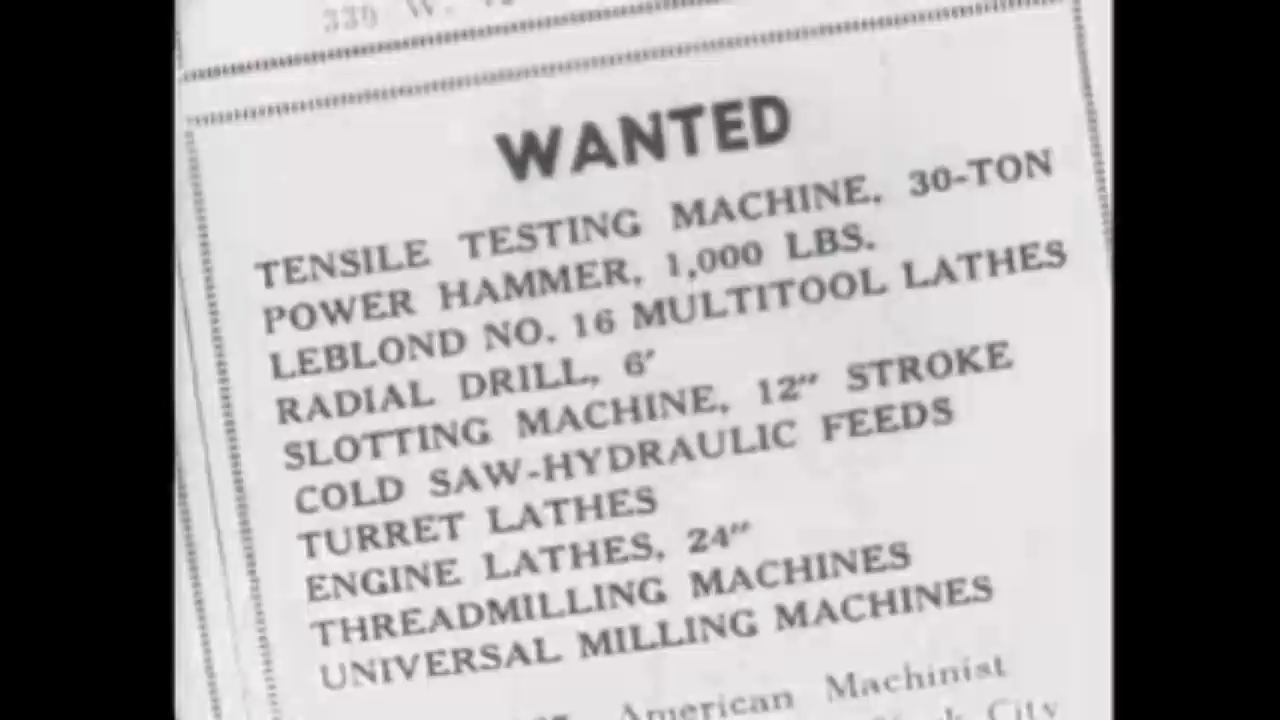 330 W.
WANTED
TENSILE TESTING MACHINE, 30-TON
POWER HAMMER, 1,000 LBS.
LEBLOND NO. 16 MULTITOOL LATHES
RADIAL DRILL, 6'
SLOTTING MACHINE, 12" STROKE
COLD SAW-HYDRAULIC FEEDS
TURRET LATHES
ENGINE LATHES, 24"
THREADMILLING MACHINES
UNIVERSAL MILLING MACHINES
American Machinist
City